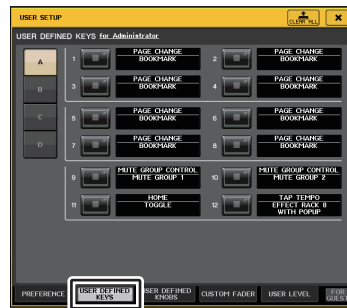 USER SETUP
CLEAR ALL
USER DEFINED KEYS for Administrator
A
B
C
D
1
PAGE CHANGE
BOOKMARK
2
PAGE CHANGE
BOOKMARK
3
PAGE CHANGE
BOOKMARK
4
PAGE CHANGE
BOOKMARK
5
PAGE CHANGE
BOOKMARK
6
PAGE CHANGE
BOOKMARK
7
PAGE CHANGE
BOOKMARK
8
PAGE CHANGE
BOOKMARK
9
MUTE GROUP CONTROL
MUTE GROUP 1
10
MUTE GROUP CONTROL
MUTE GROUP 2
11
HOME
TOGGLE
12
TAP TEMPO
EFFECT RACK 8
WITH POPUP
PREFERENCE
USER DEFINED
KEYS
USER DEFINED
KNOBS
CUSTOM FADER
USER LEVEL
FOR
GUEST